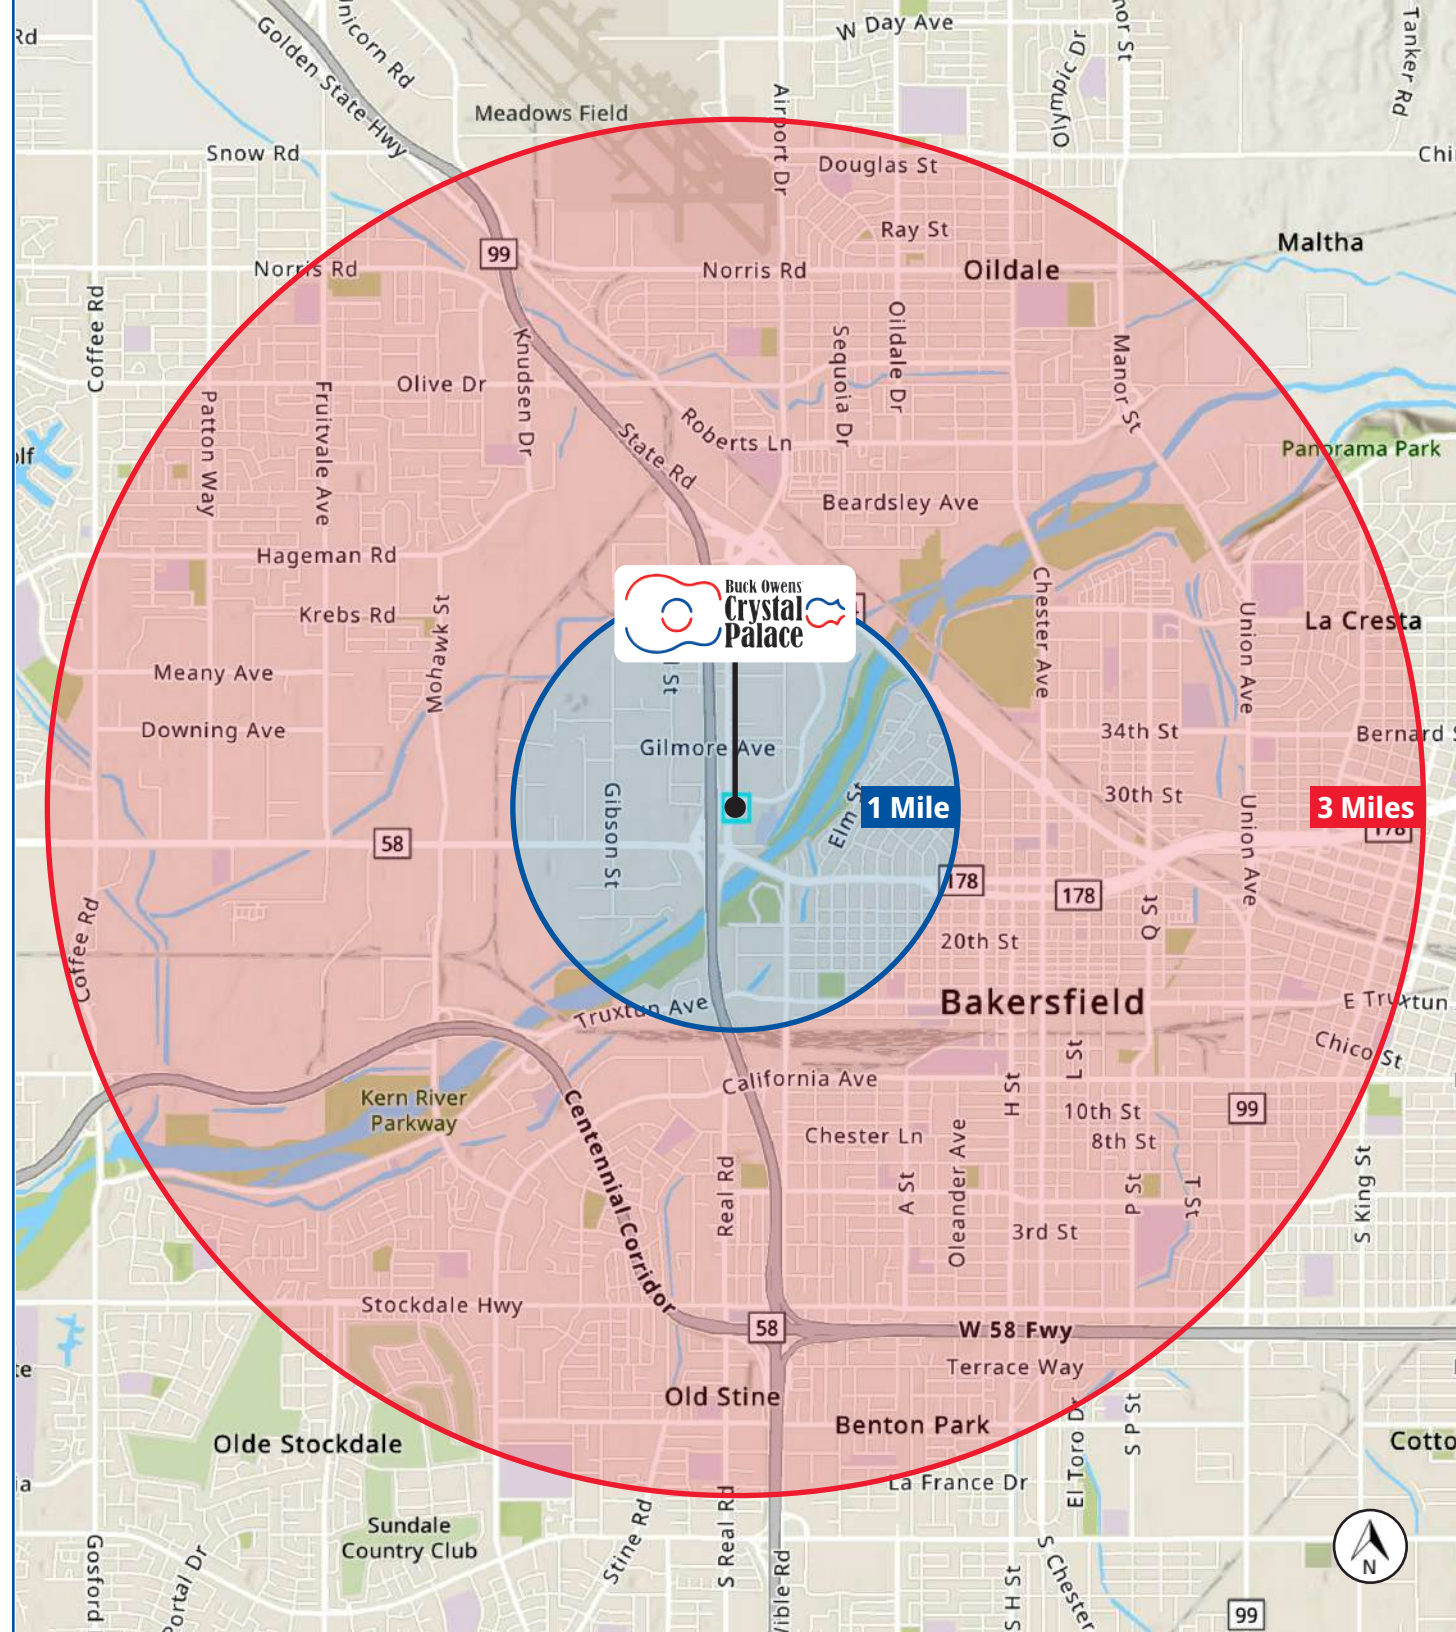 Rd
Unicorn Rd
Golden State Hwy
W Day Ave
Olympic Dr
Tanker Rd
Meadows Field
Airport Dr
Snow Rd
Douglas St
Ray St
Maltha
99
Norris Rd
Norris Rd
Oildale
Coffee Rd
Patton Way
Fruitvale Ave
Olive Dr
Knudsen Dr
State Rd
Roberts Ln
Sequoia Dr
Oildale Dr
Manor St
Panorama Park
Beardsley Ave
Hageman Rd
Krebs Rd
Mohawk St
Buck Owens'
Crystal
Palace
Chester Ave
Union Ave
La Cresta
Meany Ave
Downing Ave
Gilmore Ave
34th St
Bernard
Gibson St
Elm St
1 Mile
30th St
3 Miles
58
178
178
178
Union Ave
Q St
Coffee Rd
20th St
Bakersfield
E Truxtun
Truxtun Ave
Chico St
California Ave
L St
H St
Kern River
Parkway
Centennial Corridor
10th St
99
Chester Ln
8th St
Real Rd
A St
Oleander Ave
P St
T St
S King St
3rd St
Stockdale Hwy
58
W 58 Fwy
Terrace Way
Old Stine
Benton Park
El Toro Dr
S P St
Olde Stockdale
La France Dr
Sundale
Country Club
Stine Rd
S Real Rd
S H St
S Chester
Portal Dr
99
N